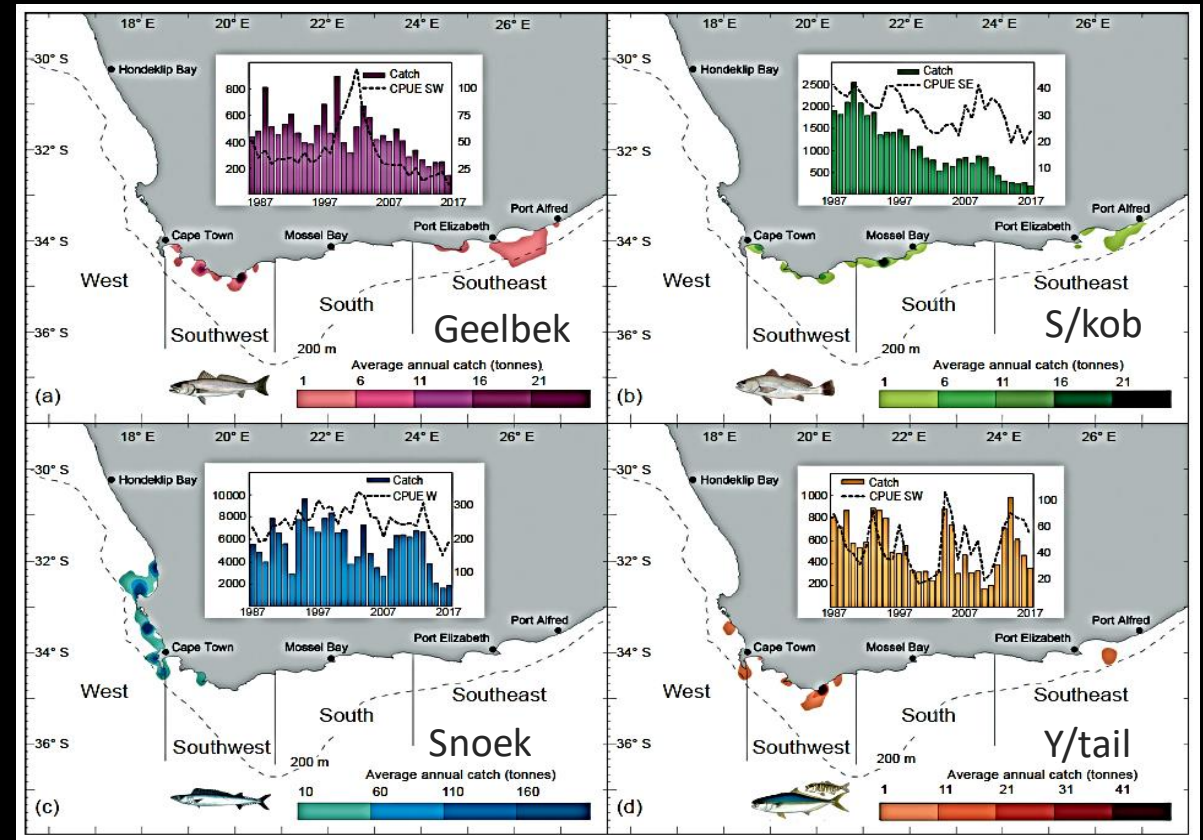 18° E 20° E 22° E 24° E 26° E
30° S
32° S
34° S
36° S
Hondeklip Bay
Cape Town
Mossel Bay
Port Elizabeth
Port Alfred
Catch
CPUE SW
800
600
400
200
100
75
50
25
1987 1997 2007 2017
West
Southwest
South
Southeast
200 m
Geelbek
Average annual catch (tonnes)
1 6 11 16 21
(a)
18° E 20° E 22° E 24° E 26° E
30° S
32° S
34° S
36° S
Hondeklip Bay
Cape Town
Mossel Bay
Port Elizabeth
Port Alfred
Catch
CPUE SE
2500
2000
1500
1000
500
40
30
20
10
1987 1997 2007 2017
West
Southwest
South
Southeast
200 m
S/kob
Average annual catch (tonnes)
1 6 11 16 21
(b)
18° E 20° E 22° E 24° E 26° E
30° S
32° S
34° S
36° S
Hondeklip Bay
Cape Town
Mossel Bay
Port Elizabeth
Port Alfred
Catch
CPUE W
10000
8000
6000
4000
2000
300
200
100
1987 1997 2007 2017
West
Southwest
South
Southeast
200 m
Snoek
Average annual catch (tonnes)
10 60 110 160
(c)
18° E 20° E 22° E 24° E 26° E
30° S
32° S
34° S
36° S
Hondeklip Bay
Cape Town
Mossel Bay
Port Elizabeth
Port Alfred
Catch
CPUE SW
1000
800
600
400
200
100
60
40
20
1987 1997 2007 2017
West
Southwest
South
Southeast
200 m
Y/tail
Average annual catch (tonnes)
1 11 21 31 41
(d)